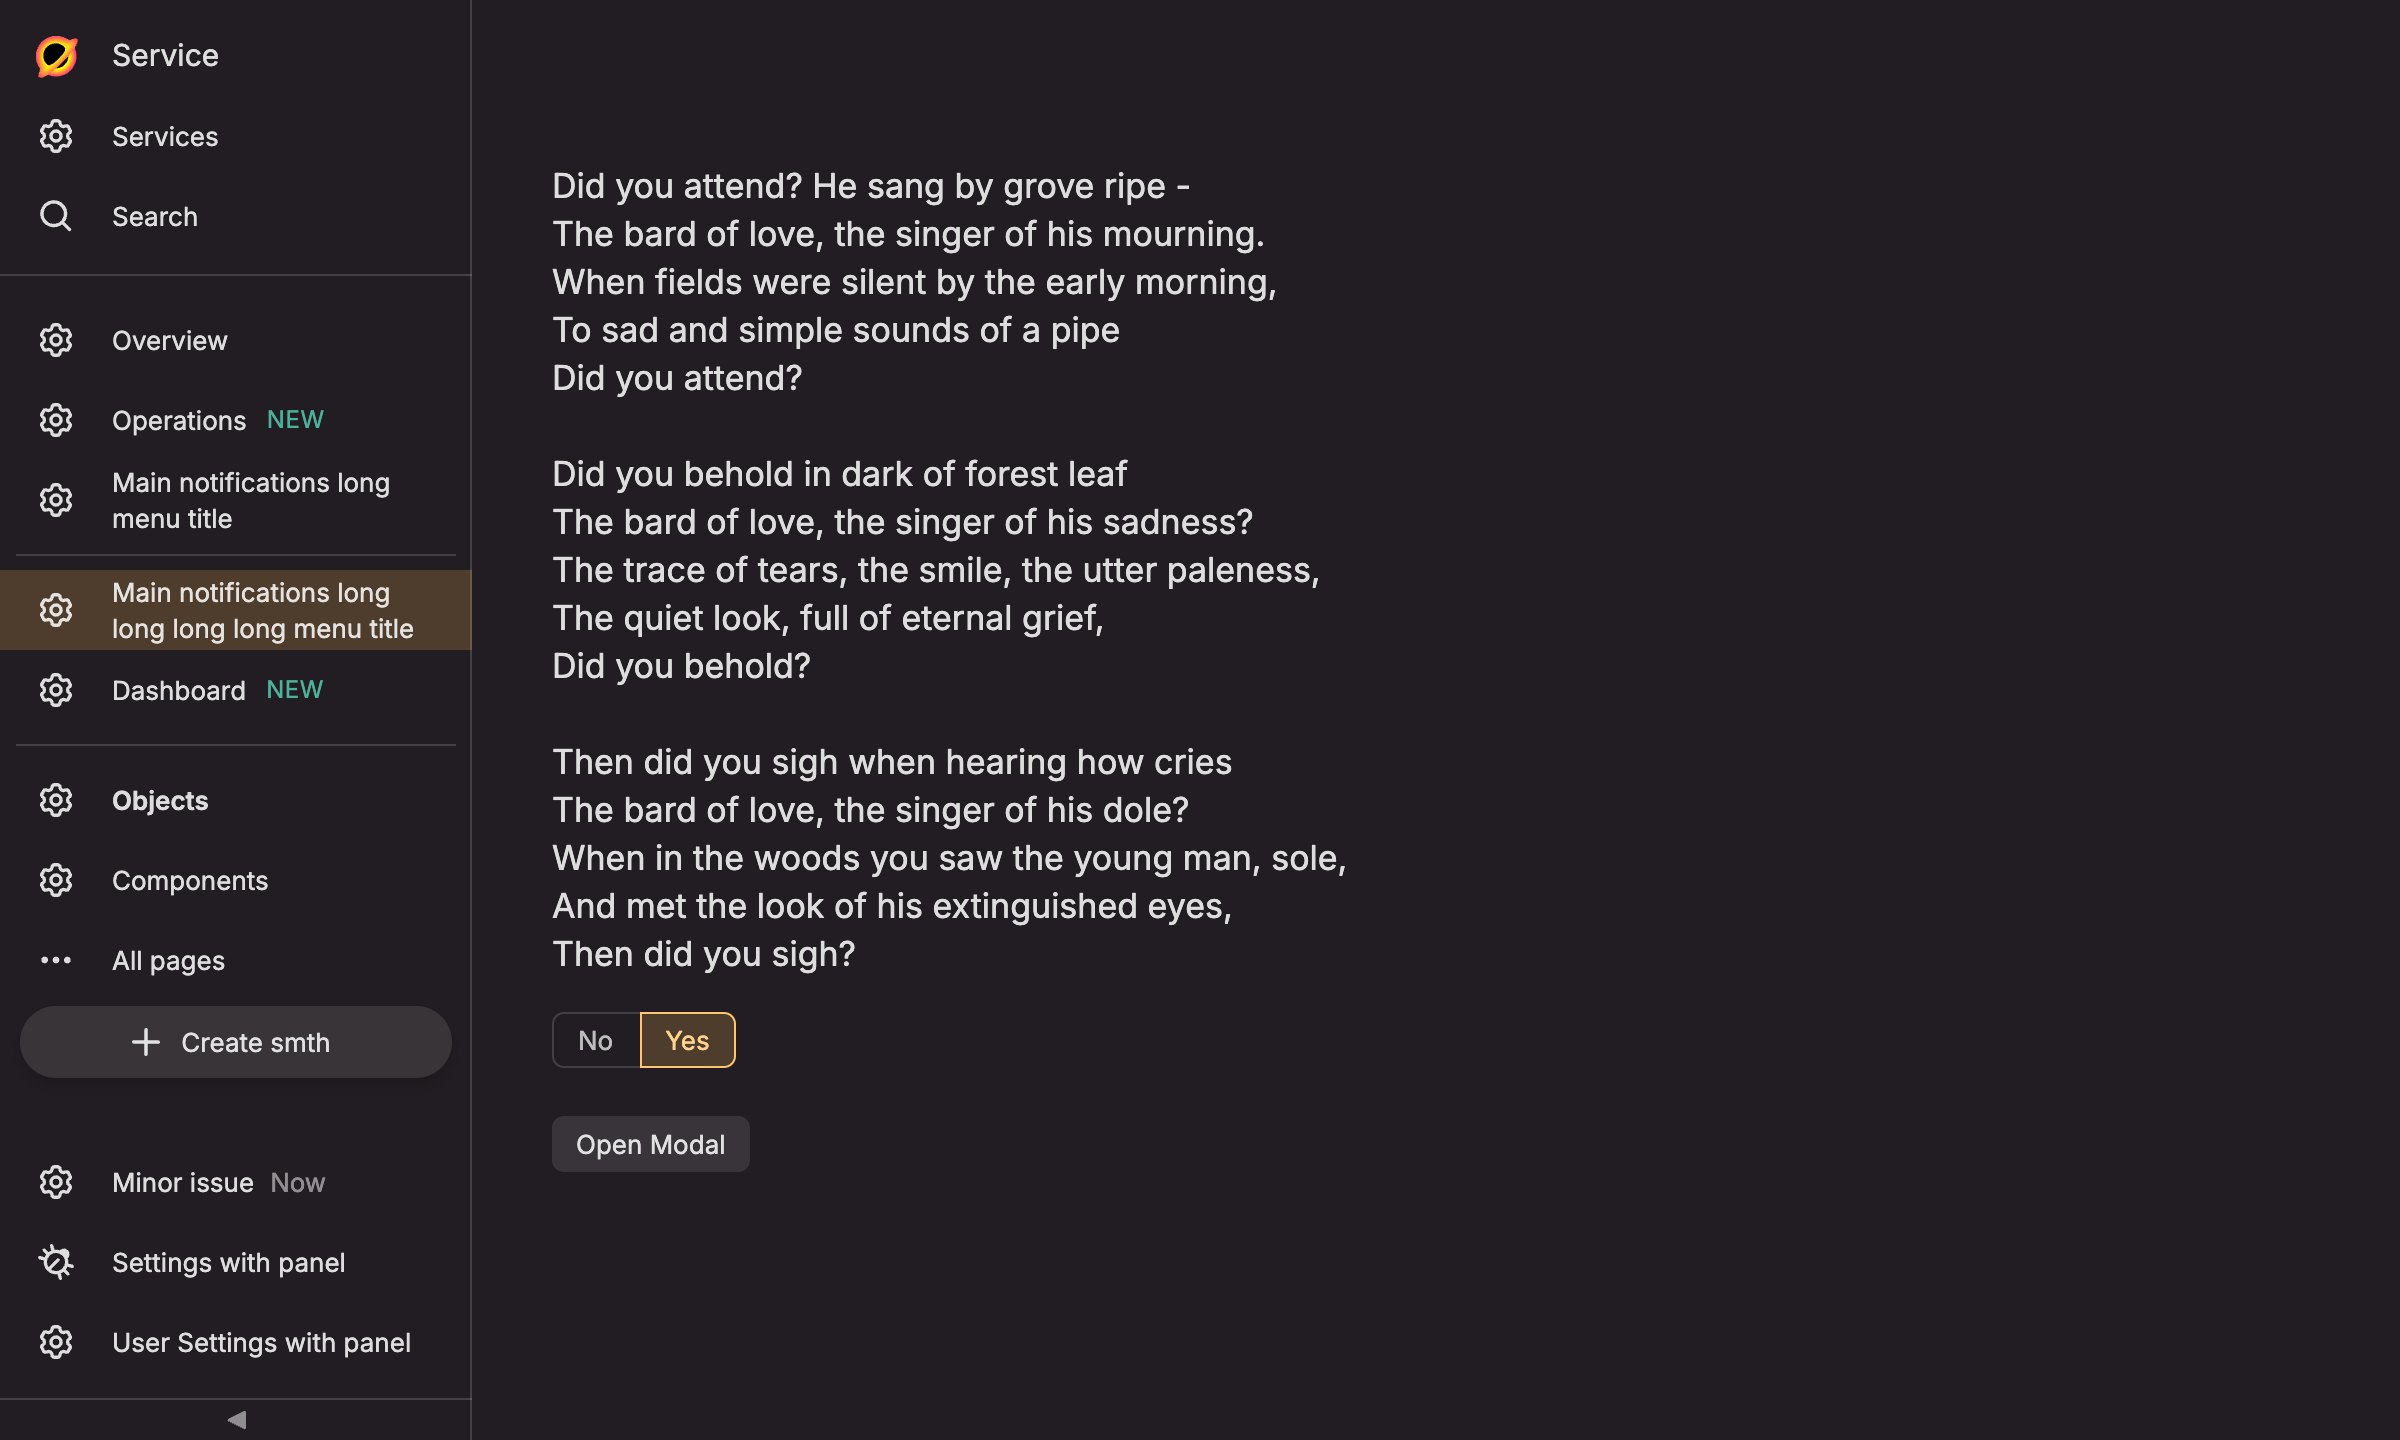 Service
Services
Search
Overview
Operations NEW
Main notifications long
menu title
Main notifications long
long long long menu title
Dashboard NEW
Objects
Components
All pages
Create smth
Minor issue Now
Settings with panel
User Settings with panel
Did you attend? He sang by grove ripe -
The bard of love, the singer of his mourning.
When fields were silent by the early morning,
To sad and simple sounds of a pipe
Did you attend?
Did you behold in dark of forest leaf
The bard of love, the singer of his sadness?
The trace of tears, the smile, the utter paleness,
The quiet look, full of eternal grief,
Did you behold?
Then did you sigh when hearing how cries
The bard of love, the singer of his dole?
When in the woods you saw the young man, sole,
And met the look of his extinguished eyes,
Then did you sigh?
No Yes
Open Modal